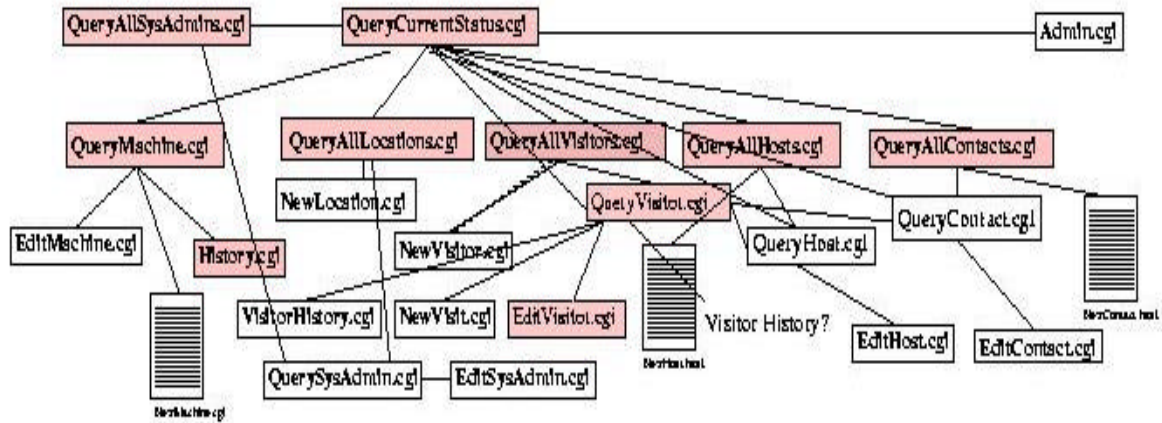 QueryAllSysAdmins.cgi
QueryCurrentStatus.cgi
Admin.cgi
QueryMachine.cgi
QueryAllLocations.cgi
QueryAllVisitors.cgi
QueryAllHosts.cgi
QueryAllContacts.cgi
NewLocation.cgi
QueryVisitor.cgi
QueryContact.cgi
EditMachine.cgi
History.cgi
NewVisitor.cgi
QueryHost.cgi
VisitorHistory.cgi
NewVisit.cgi
EditVisitor.cgi
Visitor History?
EditHost.cgi
EditContact.cgi
QuerySysAdmin.cgi
EditSysAdmin.cgi
NewMachine.cgi